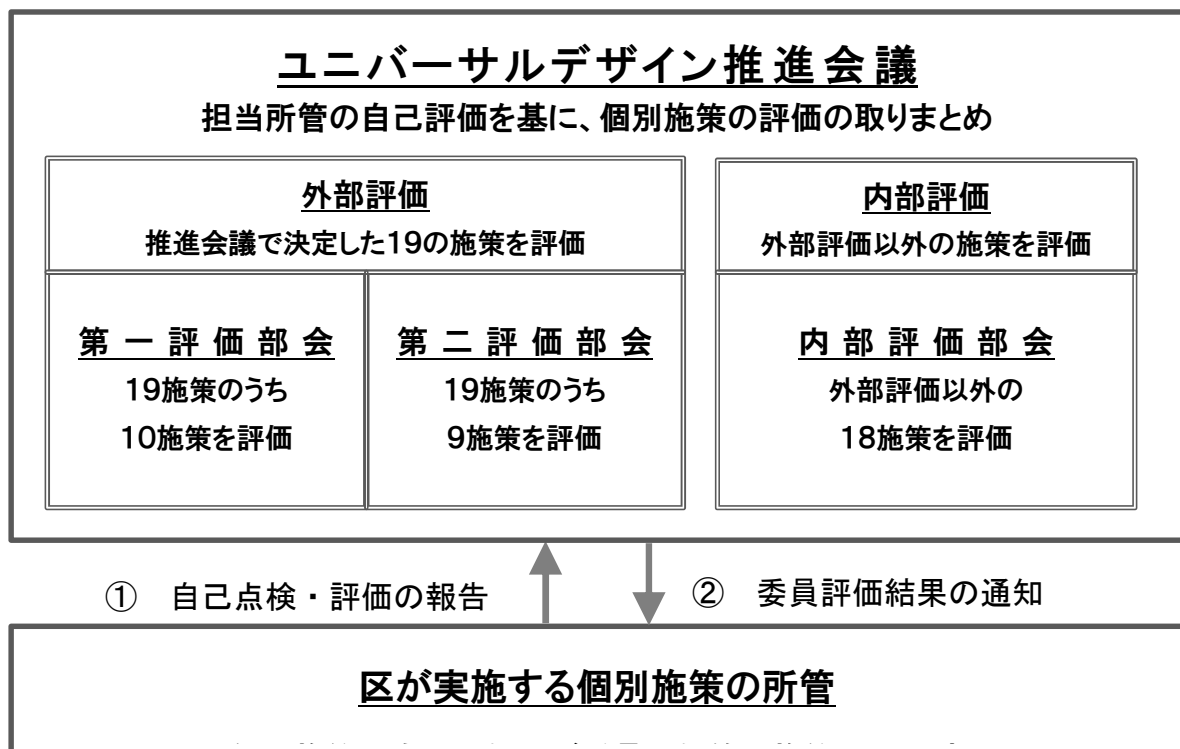 ユニバーサルデザイン推進会議
担当所管の自己評価を基に、個別施策の評価の取りまとめ
外部評価
推進会議で決定した19の施策を評価
第一評価部会
19施策のうち
10施策を評価
第二評価部会
19施策のうち
9施策を評価
内部評価
外部評価以外の施策を評価
内部評価部会
外部評価以外の
18施策を評価
① 自己点検・評価の報告
② 委員評価結果の通知
区が実施する個別施策の所管